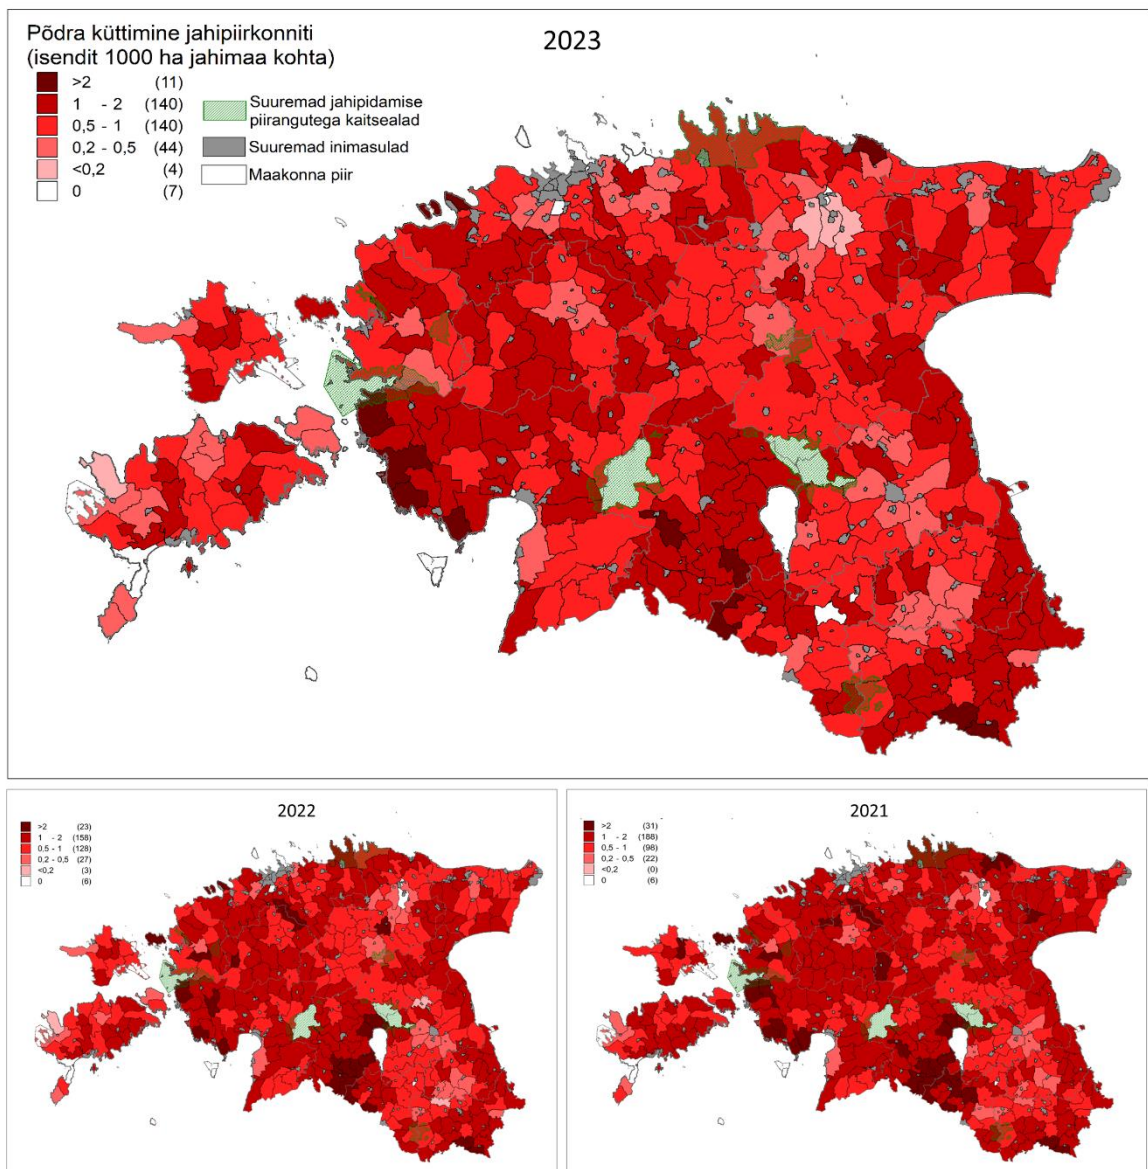 Põdra küttimine jahipiirkonniti
(isendit 1000 ha jahimaa kohta)
2023
>2 (11)
1 - 2 (140)
0,5 - 1 (140)
0,2 - 0,5 (44)
<0,2 (4)
0 (7)
Suuremad jahipidamise
piirangutega kaitsealad
Suuremad inimasulad
Maakonna piir
2022
>2 (23)
1 - 2 (158)
0,5 - 1 (128)
0,2 - 0,5 (27)
<0,2 (3)
0 (6)
2021
>2 (31)
1 - 2 (188)
0,5 - 1 (98)
0,2 - 0,5 (22)
<0,2 (0)
0 (6)